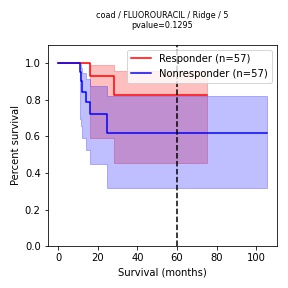 coad / FLUOROURACIL / Ridge / 5
pvalue=0.1295
Responder (n=57)
Nonresponder (n=57)
Percent survival
1.0
0.8
0.6
0.4
0.2
0.0
0 20 40 60 80 100
Survival (months)